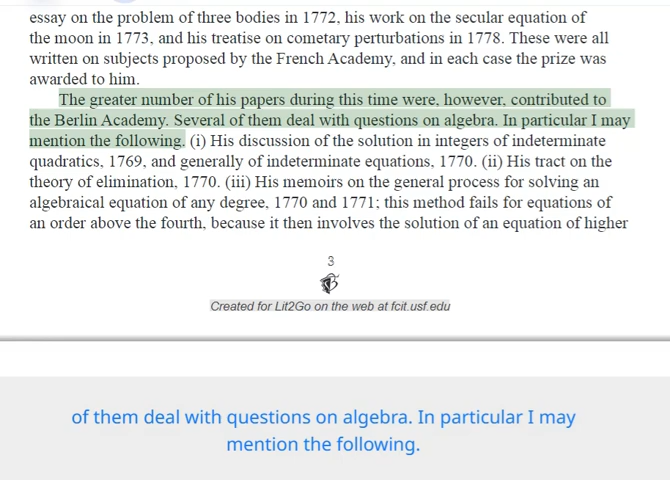 essay on the problem of three bodies in 1772, his work on the secular equation of
the moon in 1773, and his treatise on cometary perturbations in 1778. These were all
written on subjects proposed by the French Academy, and in each case the prize was
awarded to him.
The greater number of his papers during this time were, however, contributed to
the Berlin Academy. Several of them deal with questions on algebra. In particular I may
mention the following. (i) His discussion of the solution in integers of indeterminate
quadratics, 1769, and generally of indeterminate equations, 1770. (ii) His tract on the
theory of elimination, 1770. (iii) His memoirs on the general process for solving an
algebraical equation of any degree, 1770 and 1771; this method fails for equations of
an order above the fourth, because it then involves the solution of an equation of higher
3
Created for Lit2Go on the web at fcit.usf.edu
of them deal with questions on algebra. In particular I may
mention the following.